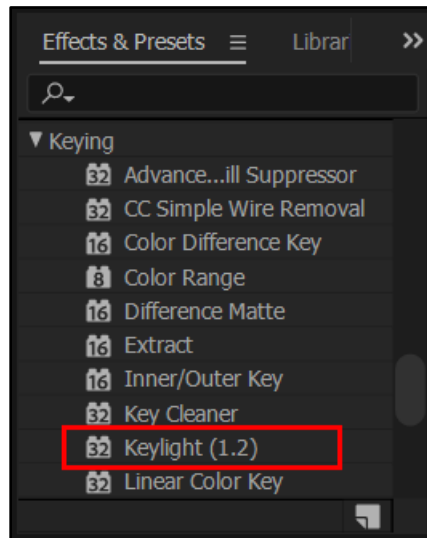 Effects & Presets Librar
Keying
32 Advance...ill Suppressor
32 CC Simple Wire Removal
16 Color Difference Key
8 Color Range
16 Difference Matte
16 Extract
16 Inner/Outer Key
32 Key Cleaner
32 Keylight (1.2)
32 Linear Color Key